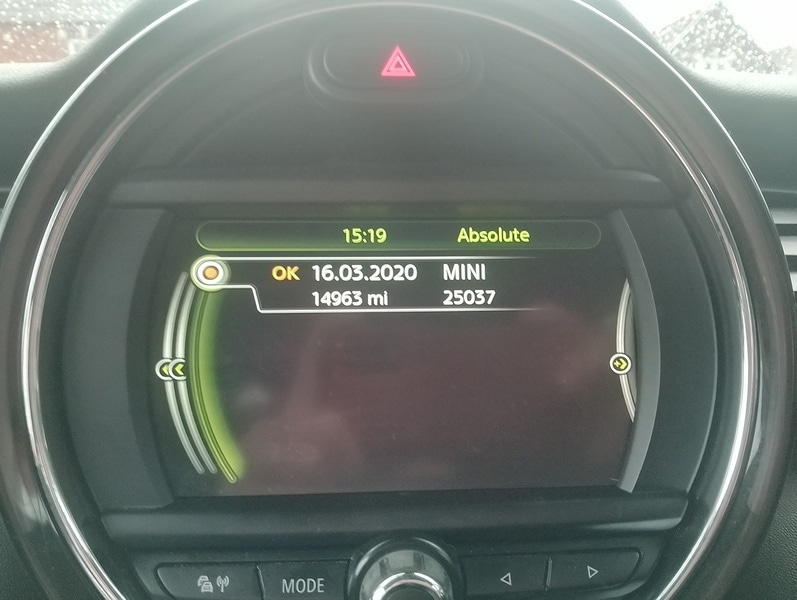 15:19 Absolute
OK 16.03.2020 MINI
14963 mi 25037
MODE